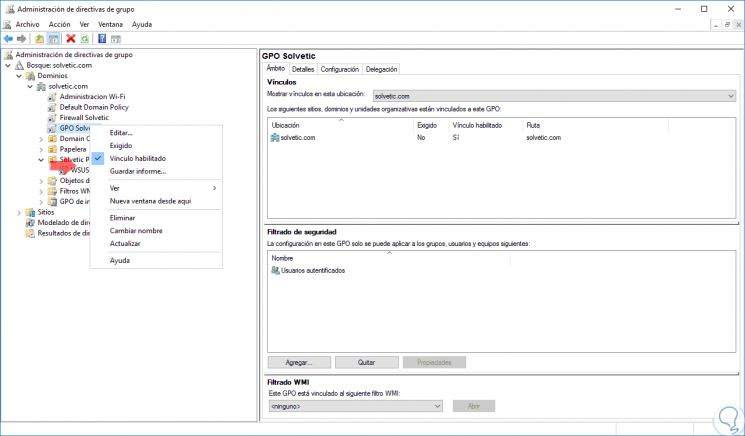 Administración de directivas de grupo
Archivo Acción Ver Ventana Ayuda
Administración de directivas de grupo
Bosque: solvetic.com
Dominios
solvetic.com
Administracion Wi-Fi
Default Domain Policy
Firewall Solvetic
GPO Solve
Domain C
Papelera
Solvetic P
WSUS
Objetos d
Filtros WM
GPO de in
Sitios
Modelado de dire
Resultados de dir
Editar...
Exigido
Vínculo habilitado
Guardar informe...
Ver
Nueva ventana desde aquí
Eliminar
Cambiar nombre
Actualizar
Ayuda
GPO Solvetic
Ámbito Detalles Configuración Delegación
Vínculos
Mostrar vínculos en esta ubicación: solvetic.com
Los siguientes sitios, dominios y unidades organizativas están vinculados a este GPO:
Ubicación Exigido Vínculo habilitado Ruta
solvetic.com No Sí solvetic.com
Filtrado de seguridad
La configuración en este GPO solo se puede aplicar a los grupos, usuarios y equipos siguientes:
Nombre
Usuarios autentificados
Agregar... Quitar Propiedades
Filtrado WMI
Este GPO está vinculado al siguiente filtro WMI:
<ninguno> Abrir